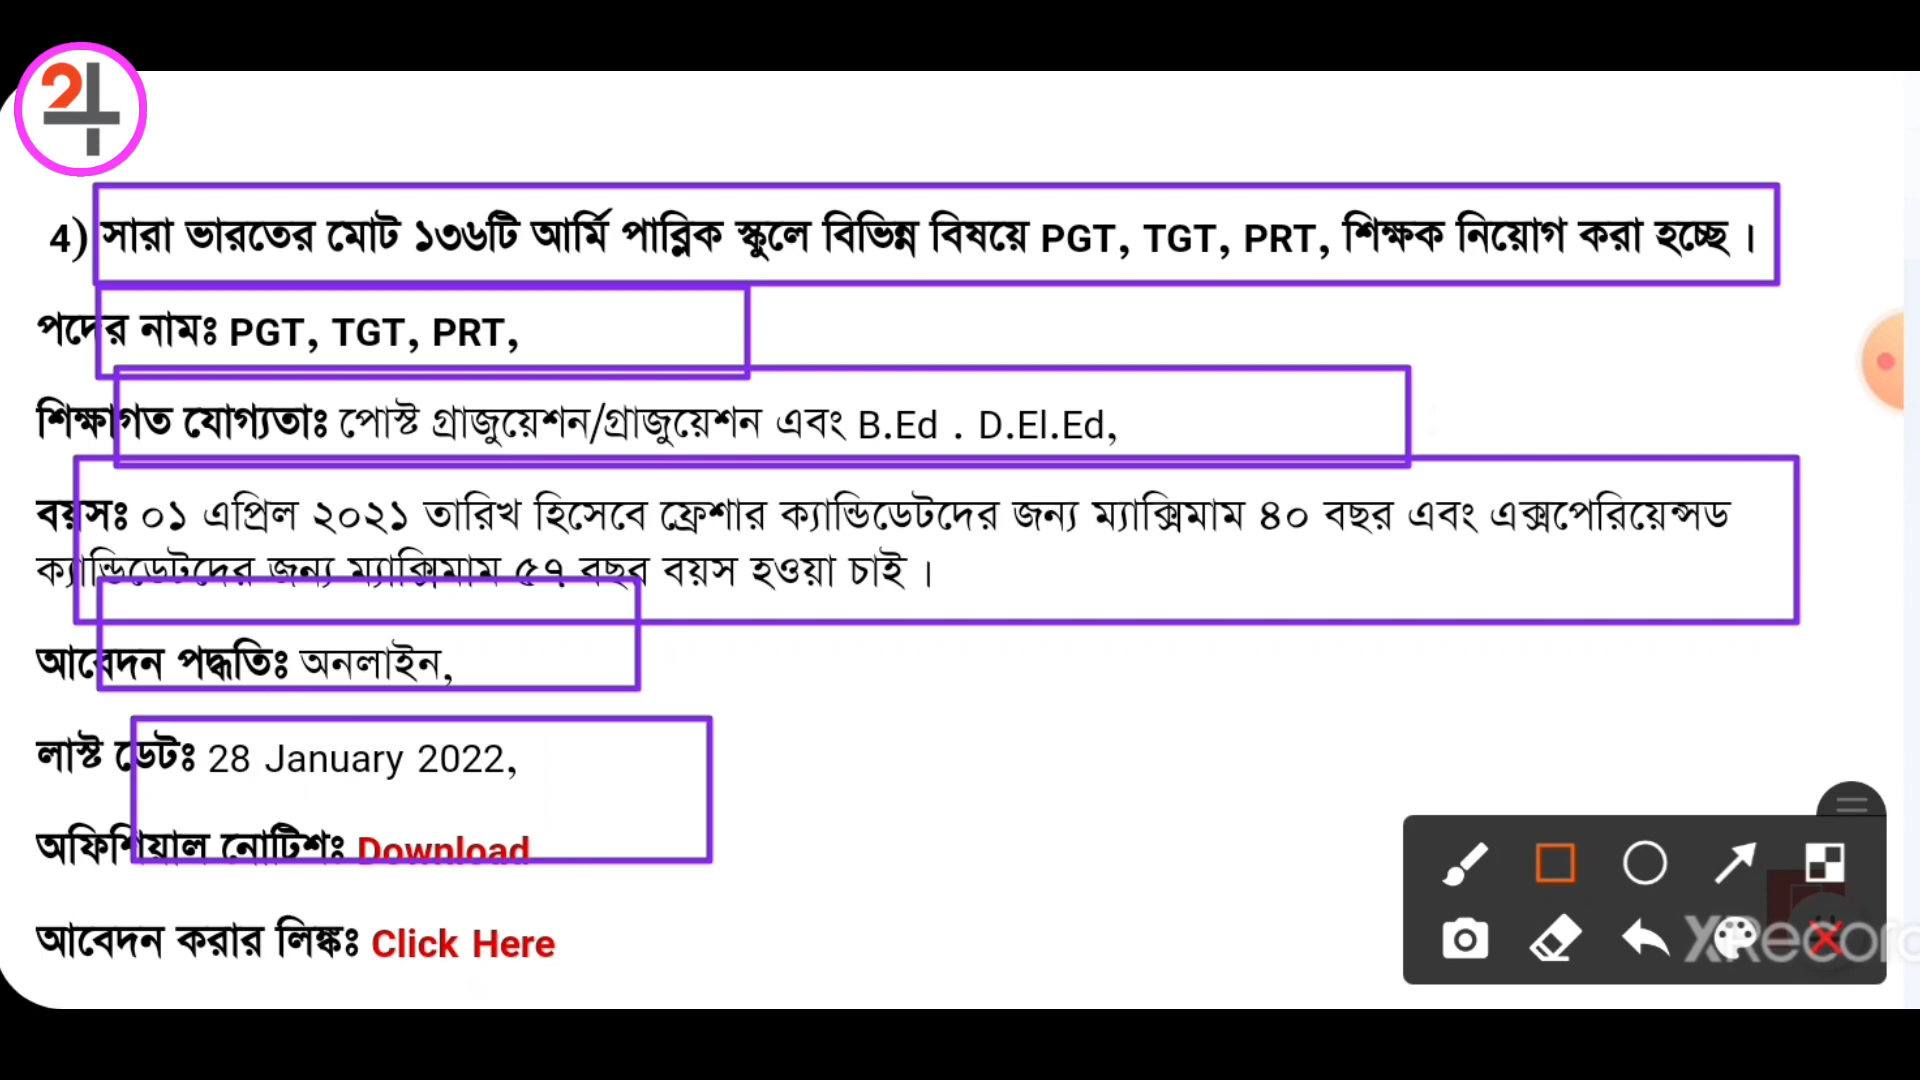 4) সারা ভারতের মোট ১৩৬টি আর্মি পাব্লিক স্কুলে বিভিন্ন বিষয়ে PGT, TGT, PRT, শিক্ষক নিয়োগ করা হচ্ছে ।
পদের নামঃ PGT, TGT, PRT,
শিক্ষাগত যোগ্যতাঃ পোস্ট গ্রাজুয়েশন/গ্রাজুয়েশন এবং B.Ed . D.El.Ed,
বয়সঃ ০১ এপ্রিল ২০২১ তারিখ হিসেবে ফ্রেশার ক্যান্ডিডেটদের জন্য ম্যাক্সিমাম ৪০ বছর এবং এক্সপেরিয়েন্সড
ক্যান্ডিডেটদের জন্য ম্যাক্সিমাম ৫৭ বছর বয়স হওয়া চাই ।
আবেদন পদ্ধতিঃ অনলাইন,
লাস্ট ডেটঃ 28 January 2022,
অফিশিয়াল নোটিশঃ Download
আবেদন করার লিঙ্কঃ Click Here
XRecord